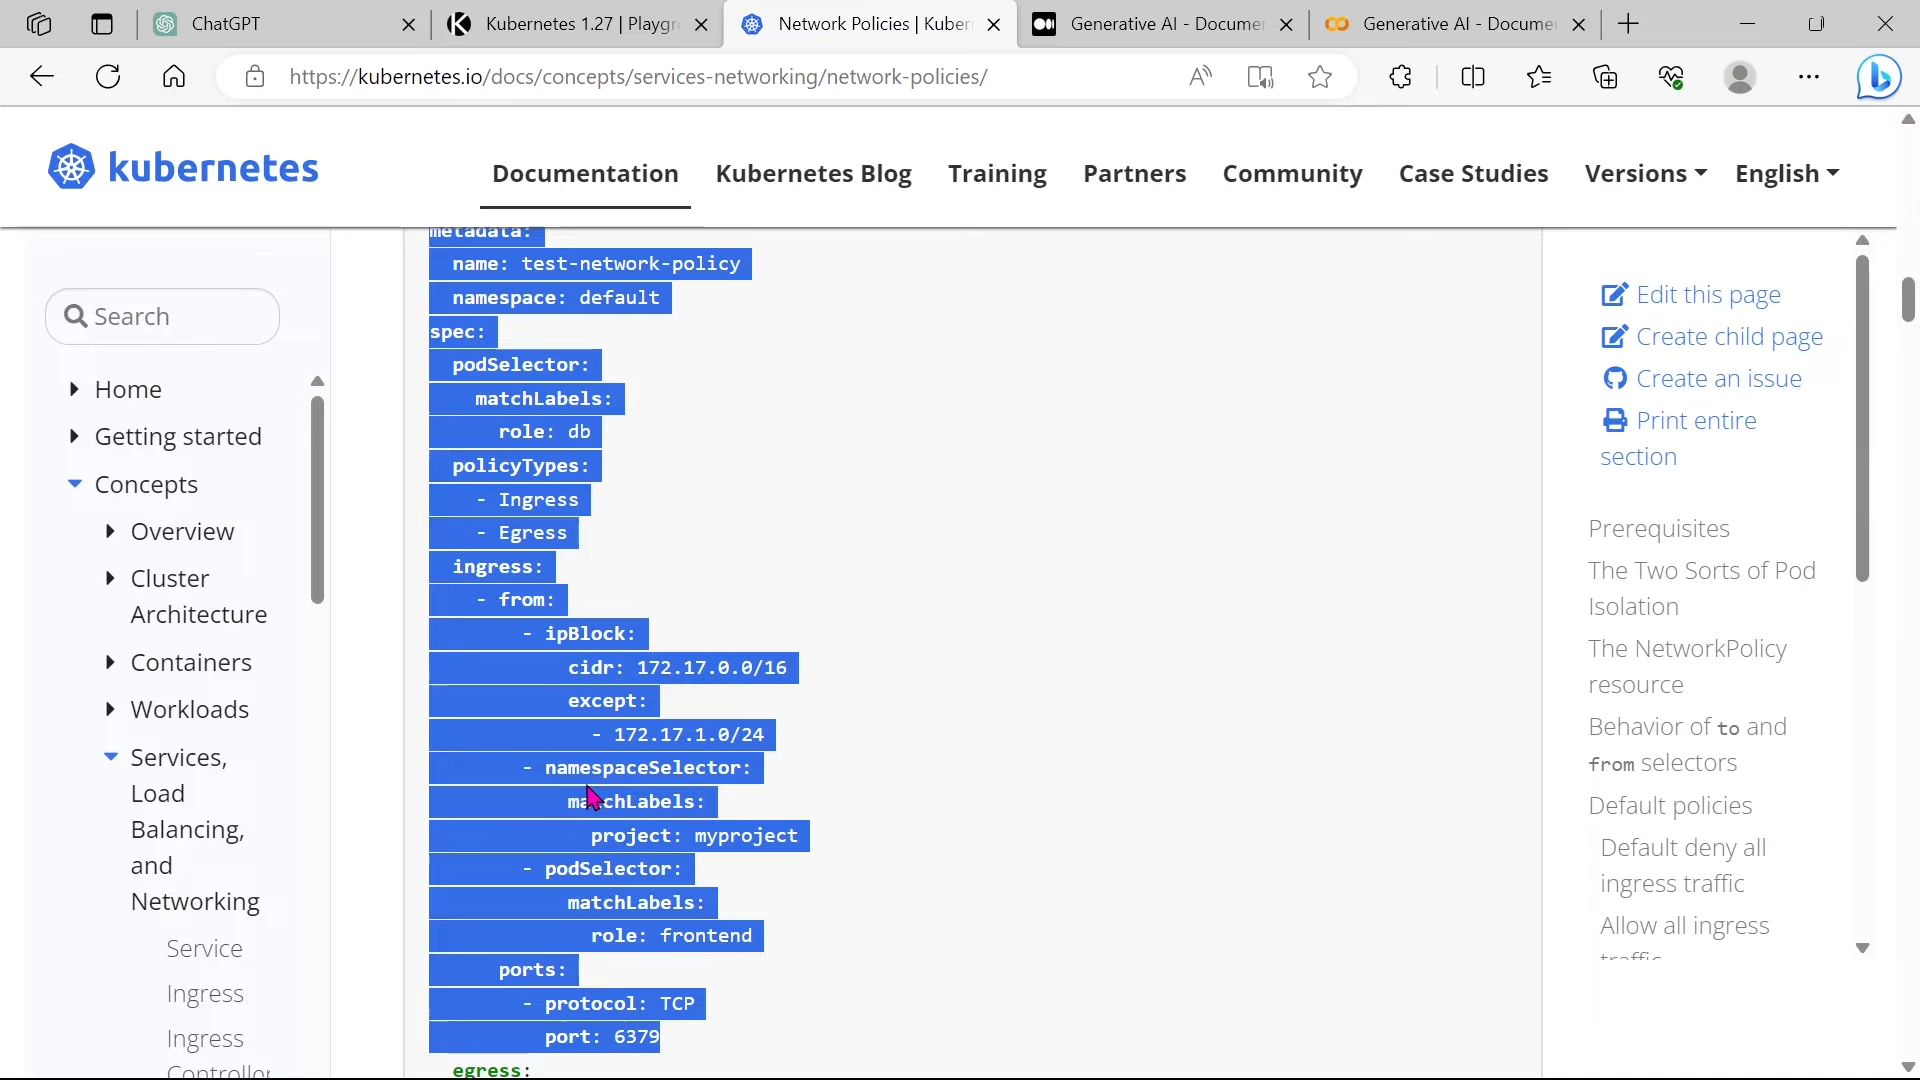 ChatGPT
Kubernetes 1.27 | Playgr
Network Policies | Kuber
Generative AI - Documen
Generative AI - Documen
https://kubernetes.io/docs/concepts/services-networking/network-policies/
kubernetes
Documentation
Kubernetes Blog
Training
Partners
Community
Case Studies
Versions
English
Search
Home
Getting started
Concepts
Overview
Cluster
Architecture
Containers
Workloads
Services,
Load
Balancing,
and
Networking
Service
Ingress
Ingress
Controller
metadata:
name: test-network-policy
namespace: default
spec:
podSelector:
matchLabels:
role: db
policyTypes:
- Ingress
- Egress
ingress:
- from:
- ipBlock:
cidr: 172.17.0.0/16
except:
- 172.17.1.0/24
- namespaceSelector:
matchLabels:
project: myproject
- podSelector:
matchLabels:
role: frontend
ports:
- protocol: TCP
port: 6379
egress:
Edit this page
Create child page
Create an issue
Print entire
section
Prerequisites
The Two Sorts of Pod
Isolation
The NetworkPolicy
resource
Behavior of to and
from selectors
Default policies
Default deny all
ingress traffic
Allow all ingress
traffic